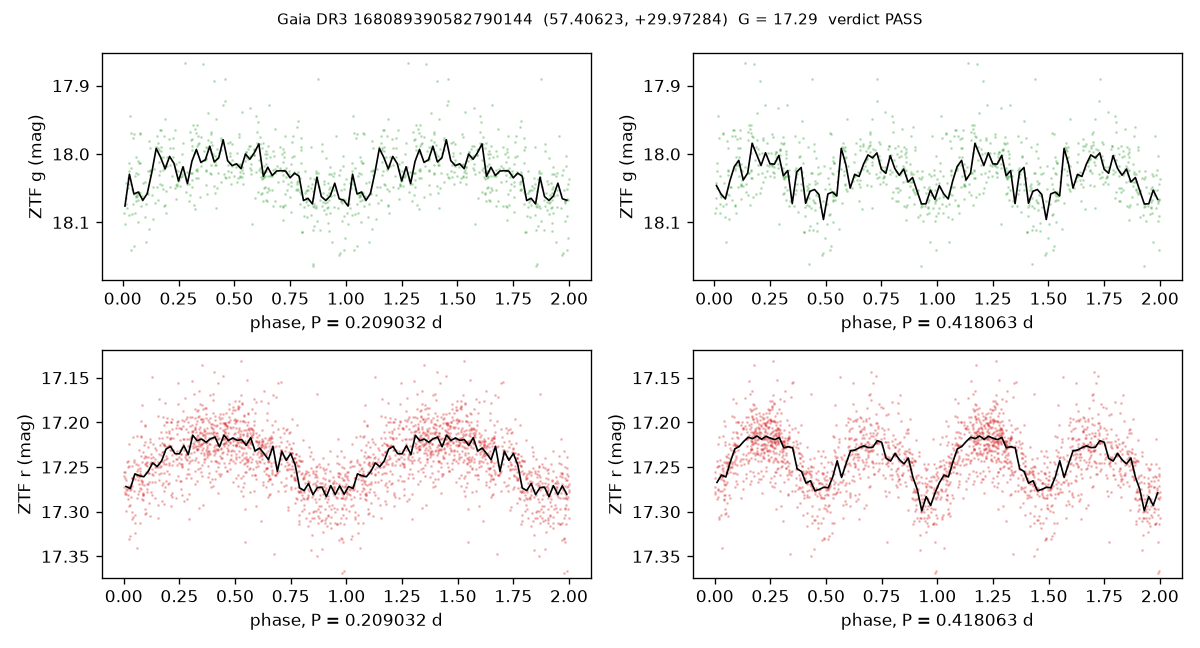 Gaia DR3 168089390582790144  (57.40623, +29.97284)  G = 17.29  verdict PASS
ZTF g (mag)
17.9
18.0
18.1
0.00 0.25 0.50 0.75 1.00 1.25 1.50 1.75 2.00
phase, P = 0.209032 d
ZTF g (mag)
17.9
18.0
18.1
0.00 0.25 0.50 0.75 1.00 1.25 1.50 1.75 2.00
phase, P = 0.418063 d
ZTF r (mag)
17.15
17.20
17.25
17.30
17.35
0.00 0.25 0.50 0.75 1.00 1.25 1.50 1.75 2.00
phase, P = 0.209032 d
ZTF r (mag)
17.15
17.20
17.25
17.30
17.35
0.00 0.25 0.50 0.75 1.00 1.25 1.50 1.75 2.00
phase, P = 0.418063 d